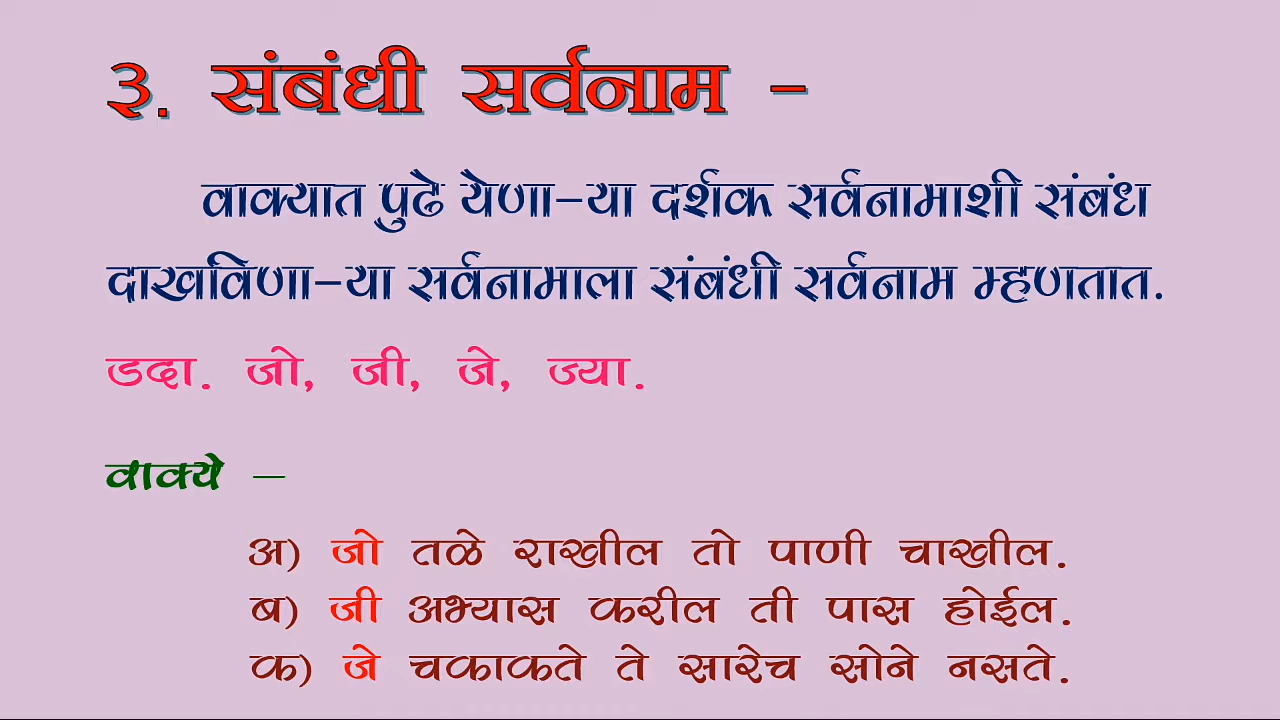 ३. संबंधी सर्वनाम -
वाक्यात पुढे येणा-या दर्शक सर्वनामाशी संबंध
दाखविणा-या सर्वनामाला संबंधी सर्वनाम म्हणतात.
डदा. जो, जी, जे, ज्या.
वाक्ये -
अ) जो तळे राखील तो पाणी चाखील.
ब) जी अभ्यास करील ती पास होईल.
क) जे चकाकते ते सारेच सोने नसते.